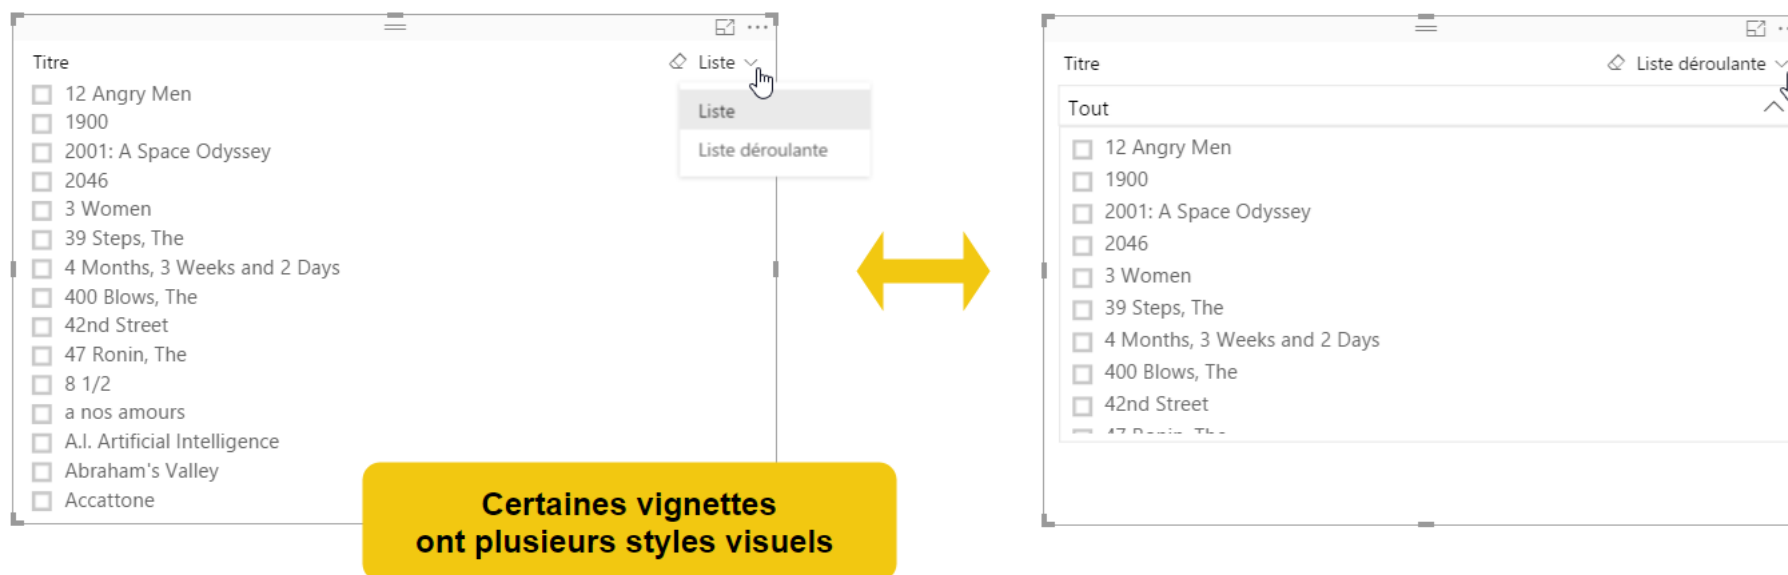 Titre
Liste
Liste
Liste déroulante
12 Angry Men
1900
2001: A Space Odyssey
2046
3 Women
39 Steps, The
4 Months, 3 Weeks and 2 Days
400 Blows, The
42nd Street
47 Ronin, The
8 1/2
a nos amours
A.I. Artificial Intelligence
Abraham's Valley
Accattone
Certaines vignettes
ont plusieurs styles visuels
Titre
Liste déroulante
Tout
12 Angry Men
1900
2001: A Space Odyssey
2046
3 Women
39 Steps, The
4 Months, 3 Weeks and 2 Days
400 Blows, The
42nd Street
47 Ronin, The